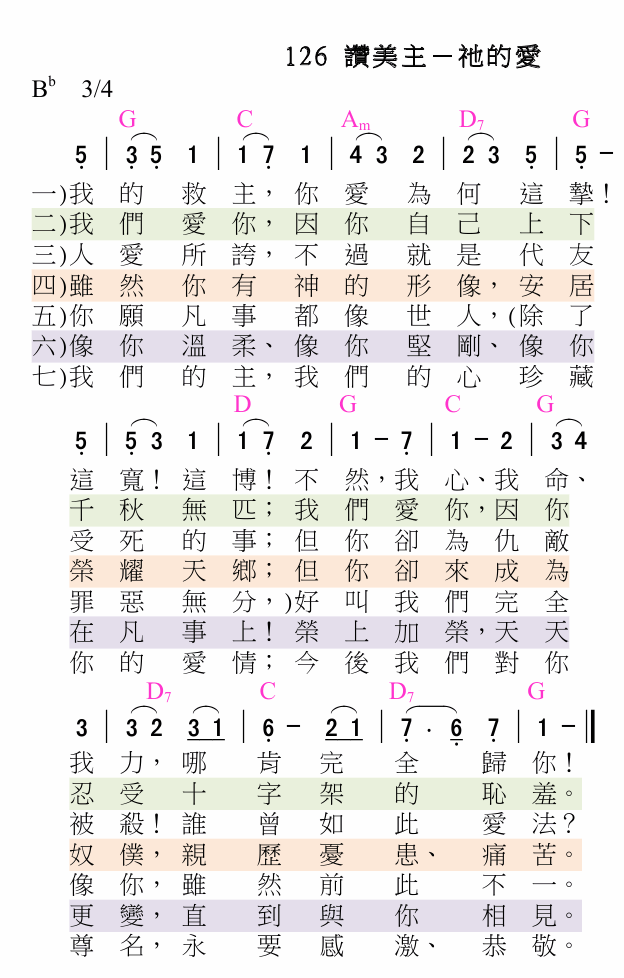 126 讚美主－祂的愛
Bb 3/4
G C Am D7 G
5 | 3 5 1 | 1 7 1 | 4 3 2 | 2 3 5 | 5 -
一)我的救主，你愛為何這摯！
二)我們愛你，因你自己上下
三)人愛所誇，不過就是代友
四)雖然你有神的形像，安居
五)你願凡事都像世人，(除了
六)像你溫柔、像你堅剛、像你
七)我們的主，我們的心珍藏
D G C G
5 | 5 3 1 | 1 7 2 | 1 - 7 | 1 - 2 | 3 4
這寬！這博！不然，我心、我命、
千秋無匹；我們愛你，因你
受死的事；但你卻為仇敵
榮耀天鄉；但你卻來成為
罪惡無分，)好叫我們完全
在凡事上！榮上加榮，天天
你的愛情；今後我們對你
D7 C D7 G
3 | 3 2 3 1 | 6 - 2 1 | 7 . 6 7 | 1 - ||
我力，哪肯完全歸你！
忍受十字架的恥羞。
被殺！誰曾如此愛法？
奴僕，親歷憂患、痛苦。
像你，雖然前此不一。
更變，直到與你相見。
尊名，永要感激、恭敬。